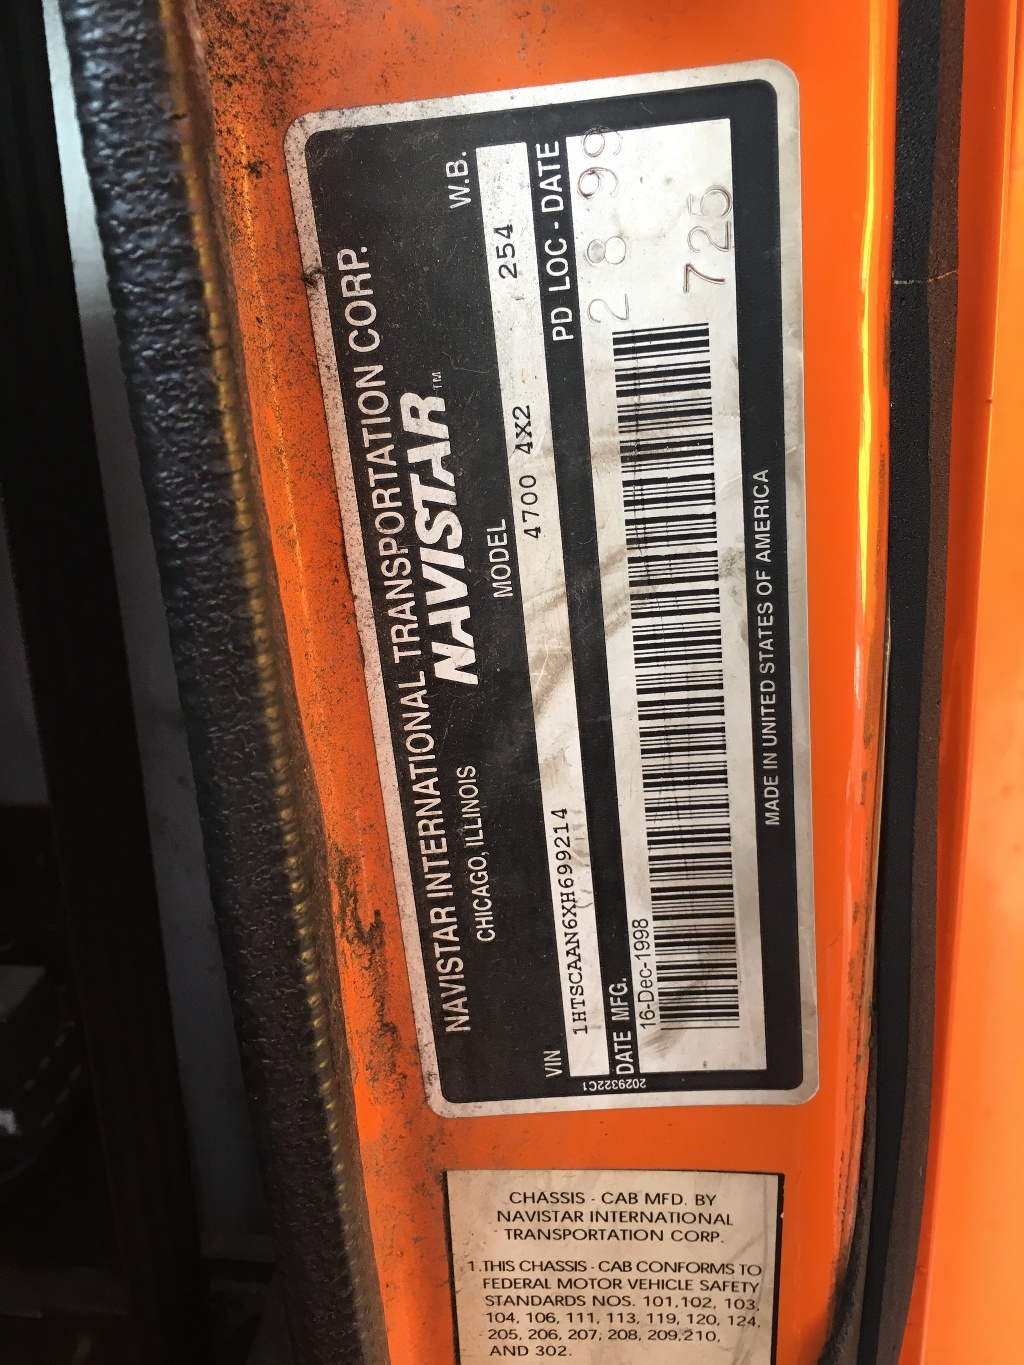 NAVISTAR INTERNATIONAL TRANSPORTATION CORP.
CHICAGO, ILLINOIS
NAVISTAR™
VIN MODEL W.B.
1HTSCAAN6XH699214 4700 4X2 254
DATE MFG. PD LOC - DATE
16-Dec-1998
2 8 99
725
MADE IN UNITED STATES OF AMERICA
2029322C1
CHASSIS - CAB MFD. BY
NAVISTAR INTERNATIONAL
TRANSPORTATION CORP.
1. THIS CHASSIS - CAB CONFORMS TO
FEDERAL MOTOR VEHICLE SAFETY
STANDARDS NOS. 101, 102, 103,
104, 106, 111, 113, 119, 120, 124,
205, 206, 207, 208, 209, 210,
AND 302.